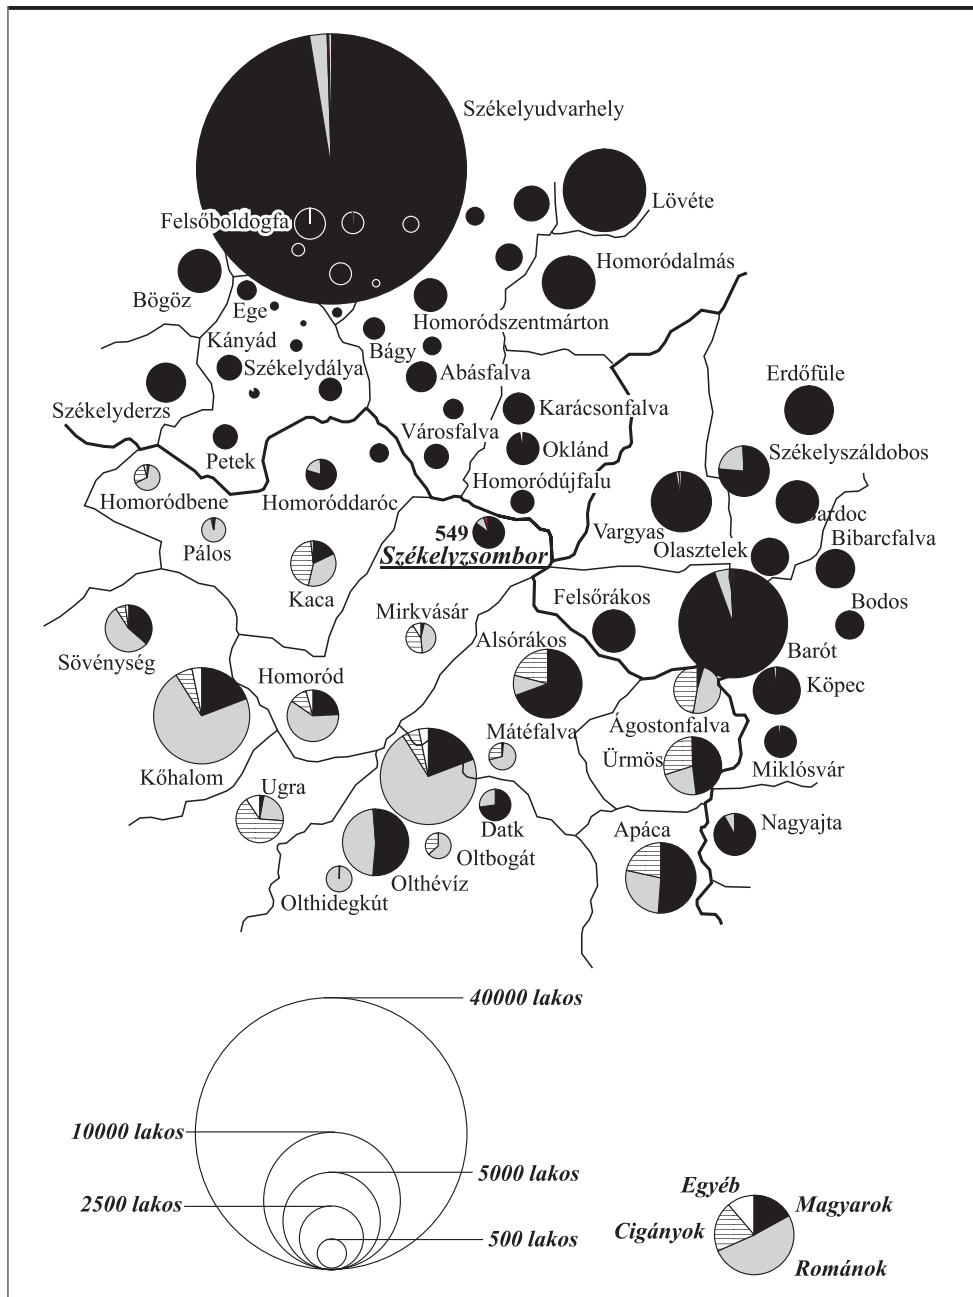 Székelyudvarhely
Lövéte
Felsőboldogfa
Homoródalmás
Bögöz
Ege
Homoródszentmárton
Kányád
Bágy
Székelydálya
Abásfalva
Erdőfüle
Székelyderzs
Karácsonfalva
Városfalva
Oklánd
Székelyszáldobos
Petek
Homoródbene
Homoróddaróc
Homoródújfalu
Bardoc
Vargyas
549
Bibarcfalva
Pálos
Székelyzsombor
Olasztelek
Kaca
Felsőrákos
Bodos
Mirkvásár
Alsórákos
Barót
Sövénység
Homoród
Köpec
Ágostonfalva
Mátéfalva
Ürmös
Miklósvár
Kőhalom
Ugra
Datk
Apáca
Nagyajta
Oltbogát
Olthévíz
Olthidegkút
40000 lakos
10000 lakos
5000 lakos
2500 lakos
500 lakos
Egyéb
Magyarok
Cigányok
Románok